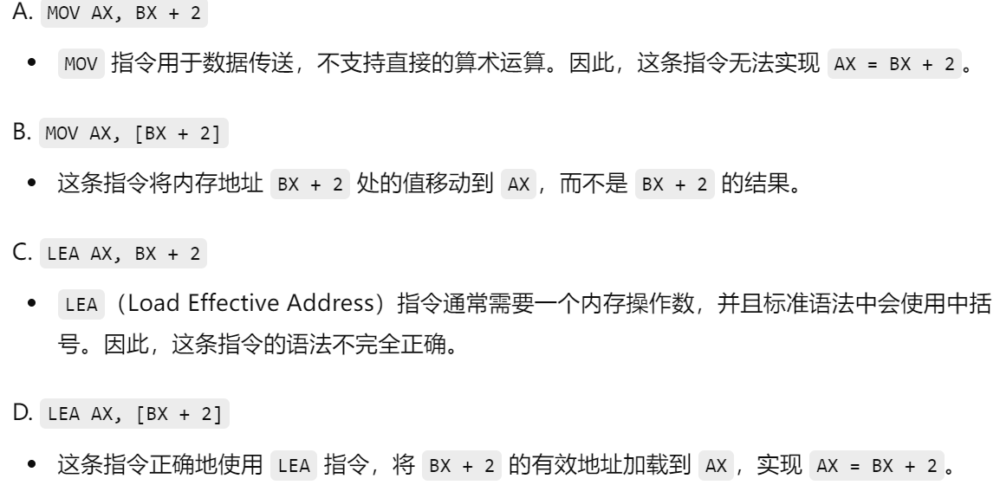 A. MOV AX, BX + 2
• MOV 指令用于数据传送，不支持直接的算术运算。因此，这条指令无法实现 AX = BX + 2。
B. MOV AX, [BX + 2]
• 这条指令将内存地址 BX + 2 处的值移动到 AX，而不是 BX + 2 的结果。
C. LEA AX, BX + 2
• LEA（Load Effective Address）指令通常需要一个内存操作数，并且标准语法中会使用中括
号。因此，这条指令的语法不完全正确。
D. LEA AX, [BX + 2]
• 这条指令正确地使用 LEA 指令，将 BX + 2 的有效地址加载到 AX，实现 AX = BX + 2。